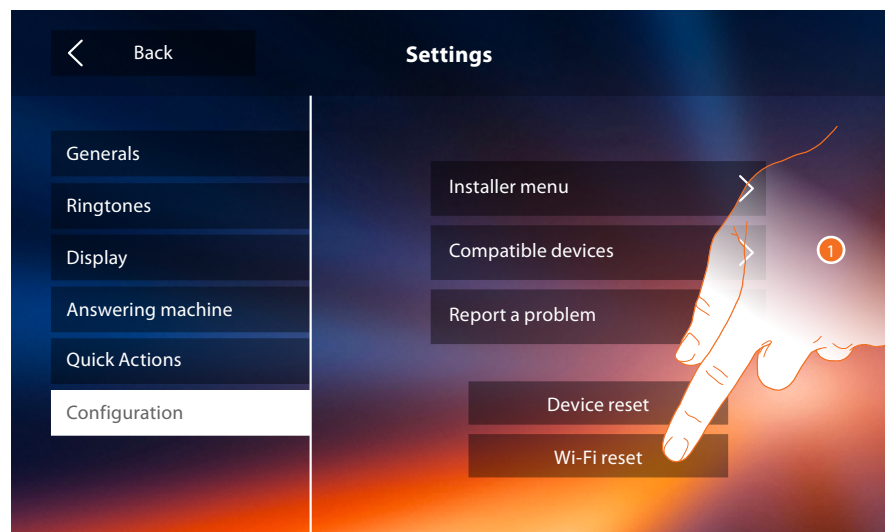 Back
Settings
Generals
Ringtones
Display
Answering machine
Quick Actions
Configuration
Installer menu
Compatible devices
Report a problem
Device reset
Wi-Fi reset
1